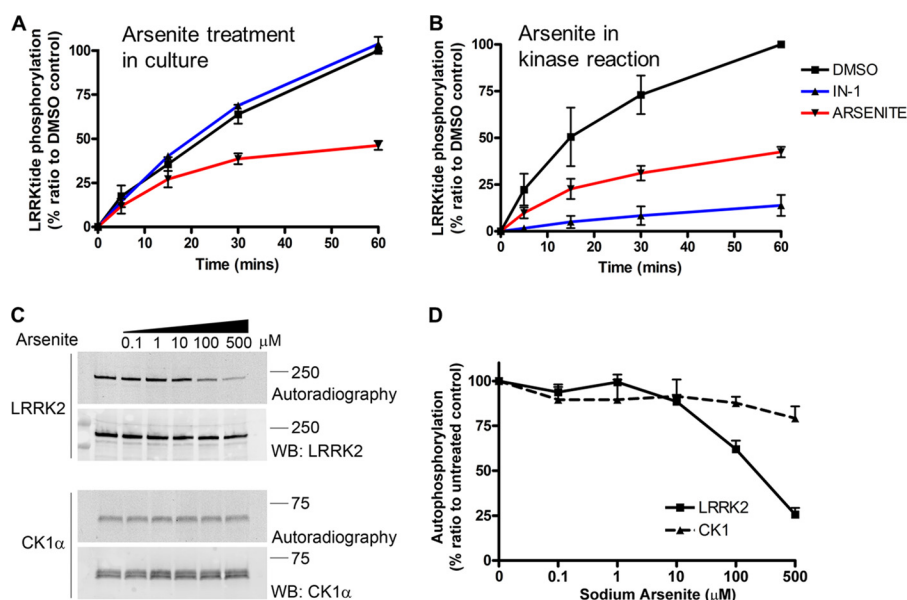 A
Arsenite treatment
in culture
LRRKtide phosphorylation
(% ratio to DMSO control)
100
75
50
25
0
0 10 20 30 40 50 60
Time (mins)
B
Arsenite in
kinase reaction
LRRKtide phosphorylation
(% ratio to DMSO control)
100
75
50
25
0
0 10 20 30 40 50 60
Time (mins)
DMSO
IN-1
ARSENITE
C
Arsenite 0.1 1 10 100 500 μM
LRRK2
250
Autoradiography
250
WB: LRRK2
CK1α
75
Autoradiography
75
WB: CK1α
D
Autophosphorylation
(% ratio to untreated control)
100
75
50
25
0
0 0.1 1 10 100 500
Sodium Arsenite (μM)
LRRK2
CK1